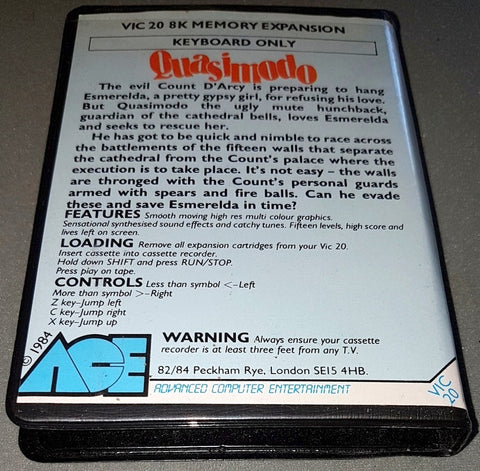 VIC 20 8K MEMORY EXPANSION
KEYBOARD ONLY
Quasimodo
The evil Count D'Arcy is preparing to hang
Esmerelda, a pretty gypsy girl, for refusing his love.
But Quasimodo the ugly mute hunchback,
guardian of the cathedral bells, loves Esmerelda
and seeks to rescue her.
He has got to be quick and nimble to race across
the battlements of the fifteen walls that separate
the cathedral from the Count's palace where the
execution is to take place. It's not easy – the walls
are thronged with the Count's personal guards
armed with spears and fire balls. Can he evade
these and save Esmerelda in time?
FEATURES Smooth moving high res multi colour graphics.
Sensational synthesised sound effects and catchy tunes. Fifteen levels, high score and
lives left on screen.
LOADING Remove all expansion cartridges from your Vic 20.
Insert cassette into cassette recorder.
Hold down SHIFT and press RUN/STOP.
Press play on tape.
CONTROLS Less than symbol <–Left
More than symbol >–Right
Z key–Jump left
C key–Jump right
X key–Jump up
© 1984
ACE
WARNING Always ensure your cassette
recorder is at least three feet from any T.V.
82/84 Peckham Rye, London SE15 4HB.
ADVANCED COMPUTER ENTERTAINMENT
VIC
20